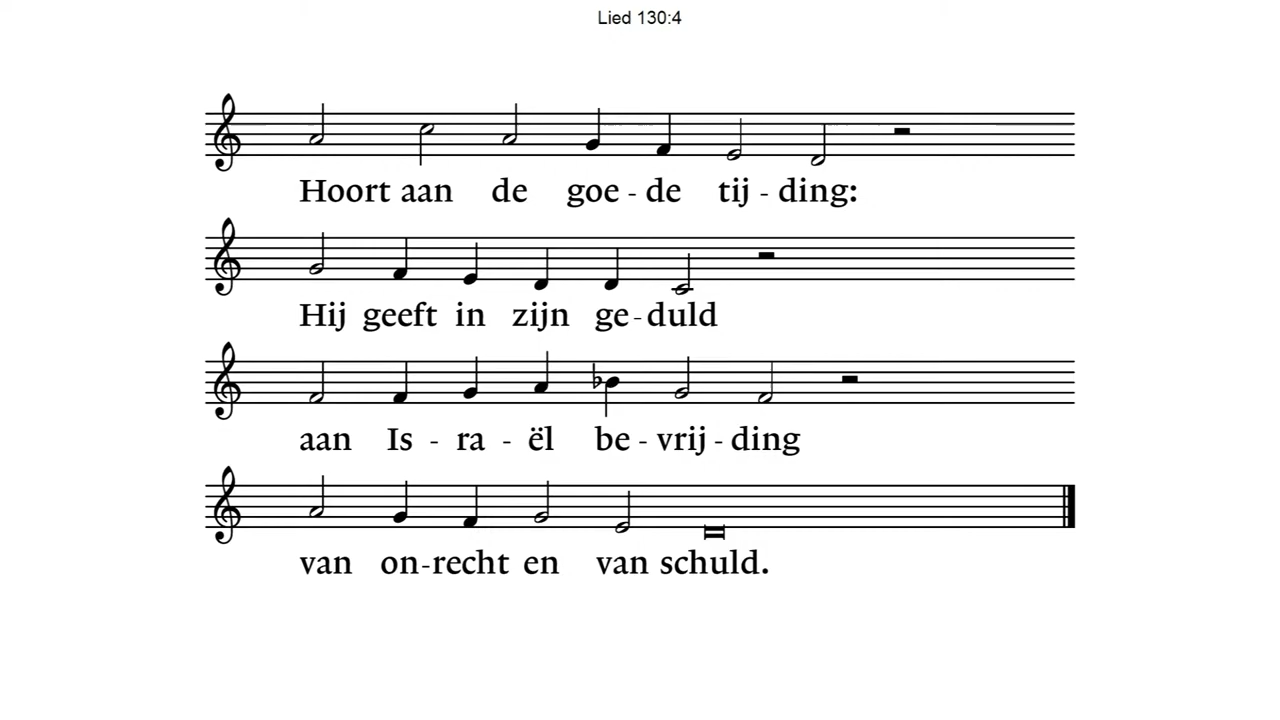 Lied 130:4
Hoort aan de goe - de tij - ding:
Hij geeft in zijn ge - duld
aan Is - ra - ël be - vrij - ding
van on - recht en van schuld.